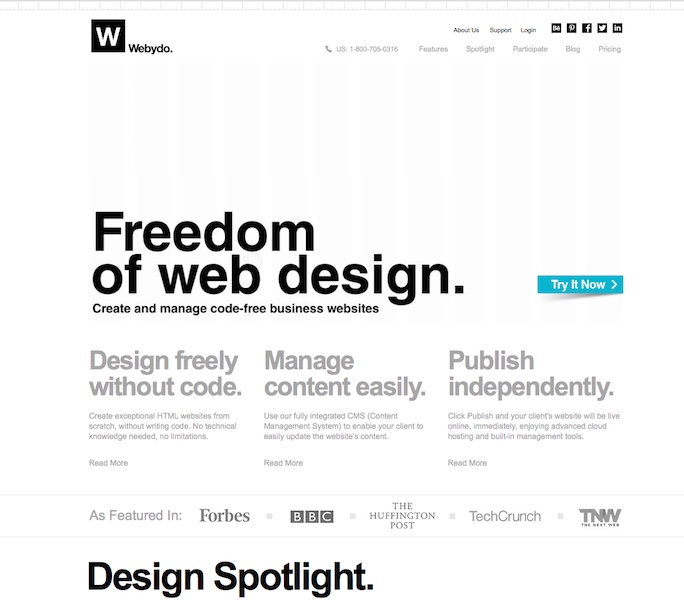 About Us Support Login
W Webydo.
US: 1-800-705-0316 Features Spotlight Participate Blog Pricing
Freedom
of web design.
Create and manage code-free business websites
Try It Now
Design freely
without code.
Create exceptional HTML websites from
scratch, without writing code. No technical
knowledge needed, no limitations.
Read More
Manage
content easily.
Use our fully integrated CMS (Content
Management System) to enable your client to
easily update the website's content.
Read More
Publish
independently.
Click Publish and your client's website will be live
online, immediately, enjoying advanced cloud
hosting and built-in management tools.
Read More
As Featured In: Forbes BBC THE HUFFINGTON POST TechCrunch TNW THE NEXT WEB
Design Spotlight.